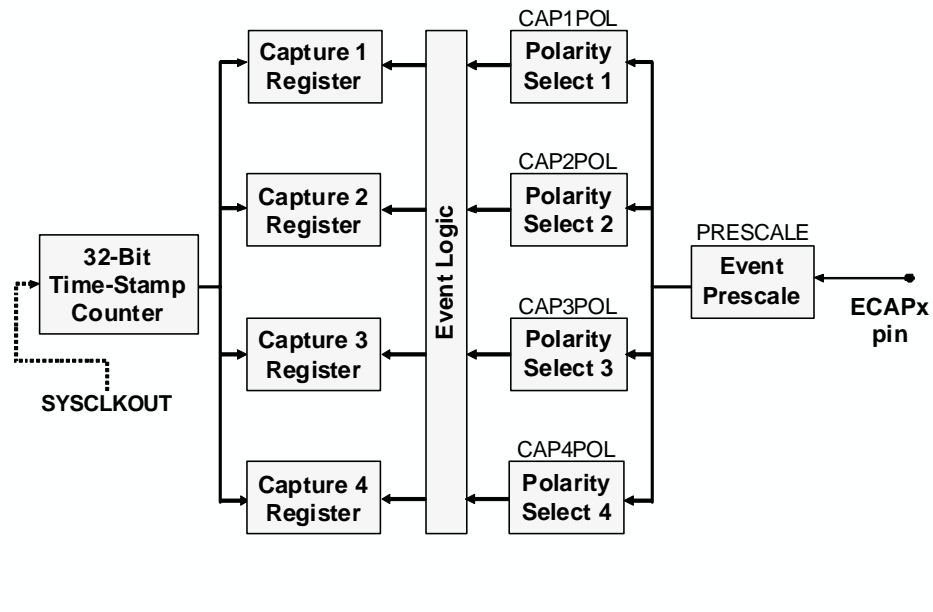 CAP1POL
Capture 1
Register
Polarity
Select 1
CAP2POL
Capture 2
Register
Polarity
Select 2
Event Logic
PRESCALE
32-Bit
Time-Stamp
Counter
Event
Prescale
ECAPx
pin
CAP3POL
Capture 3
Register
Polarity
Select 3
SYSCLKOUT
CAP4POL
Capture 4
Register
Polarity
Select 4